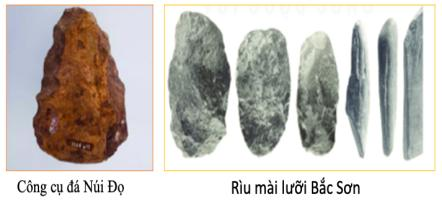 Công cụ đá Núi Đọ
Rìu mài lưỡi Bắc Sơn